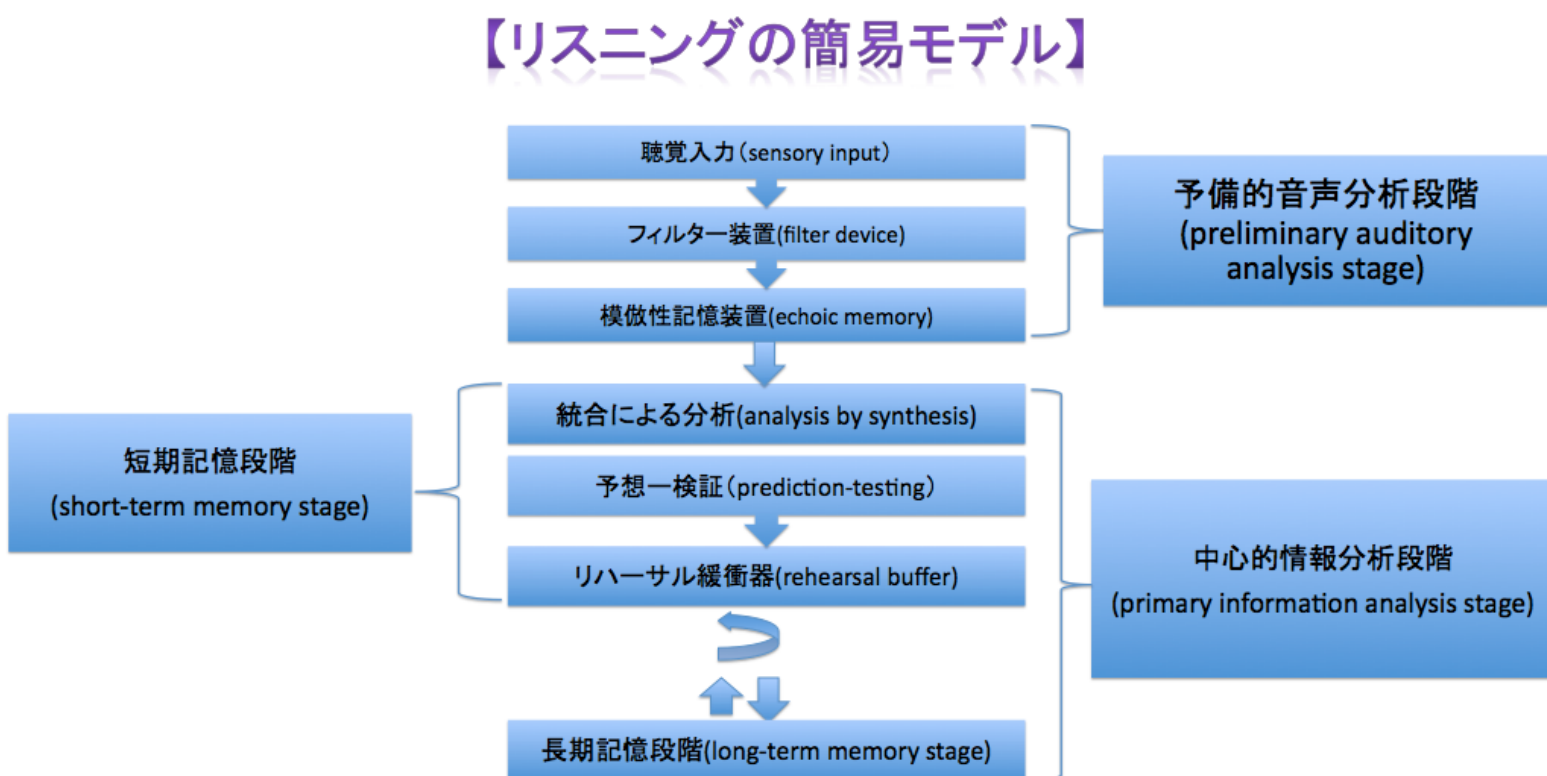 【リスニングの簡易モデル】
聴覚入力（sensory input）
フィルター装置(filter device)
模倣性記憶装置(echoic memory)
予備的音声分析段階
(preliminary auditory
analysis stage)
統合による分析(analysis by synthesis)
予想ー検証（prediction-testing）
リハーサル緩衝器(rehearsal buffer)
短期記憶段階
(short-term memory stage)
中心的情報分析段階
(primary information analysis stage)
長期記憶段階(long-term memory stage)